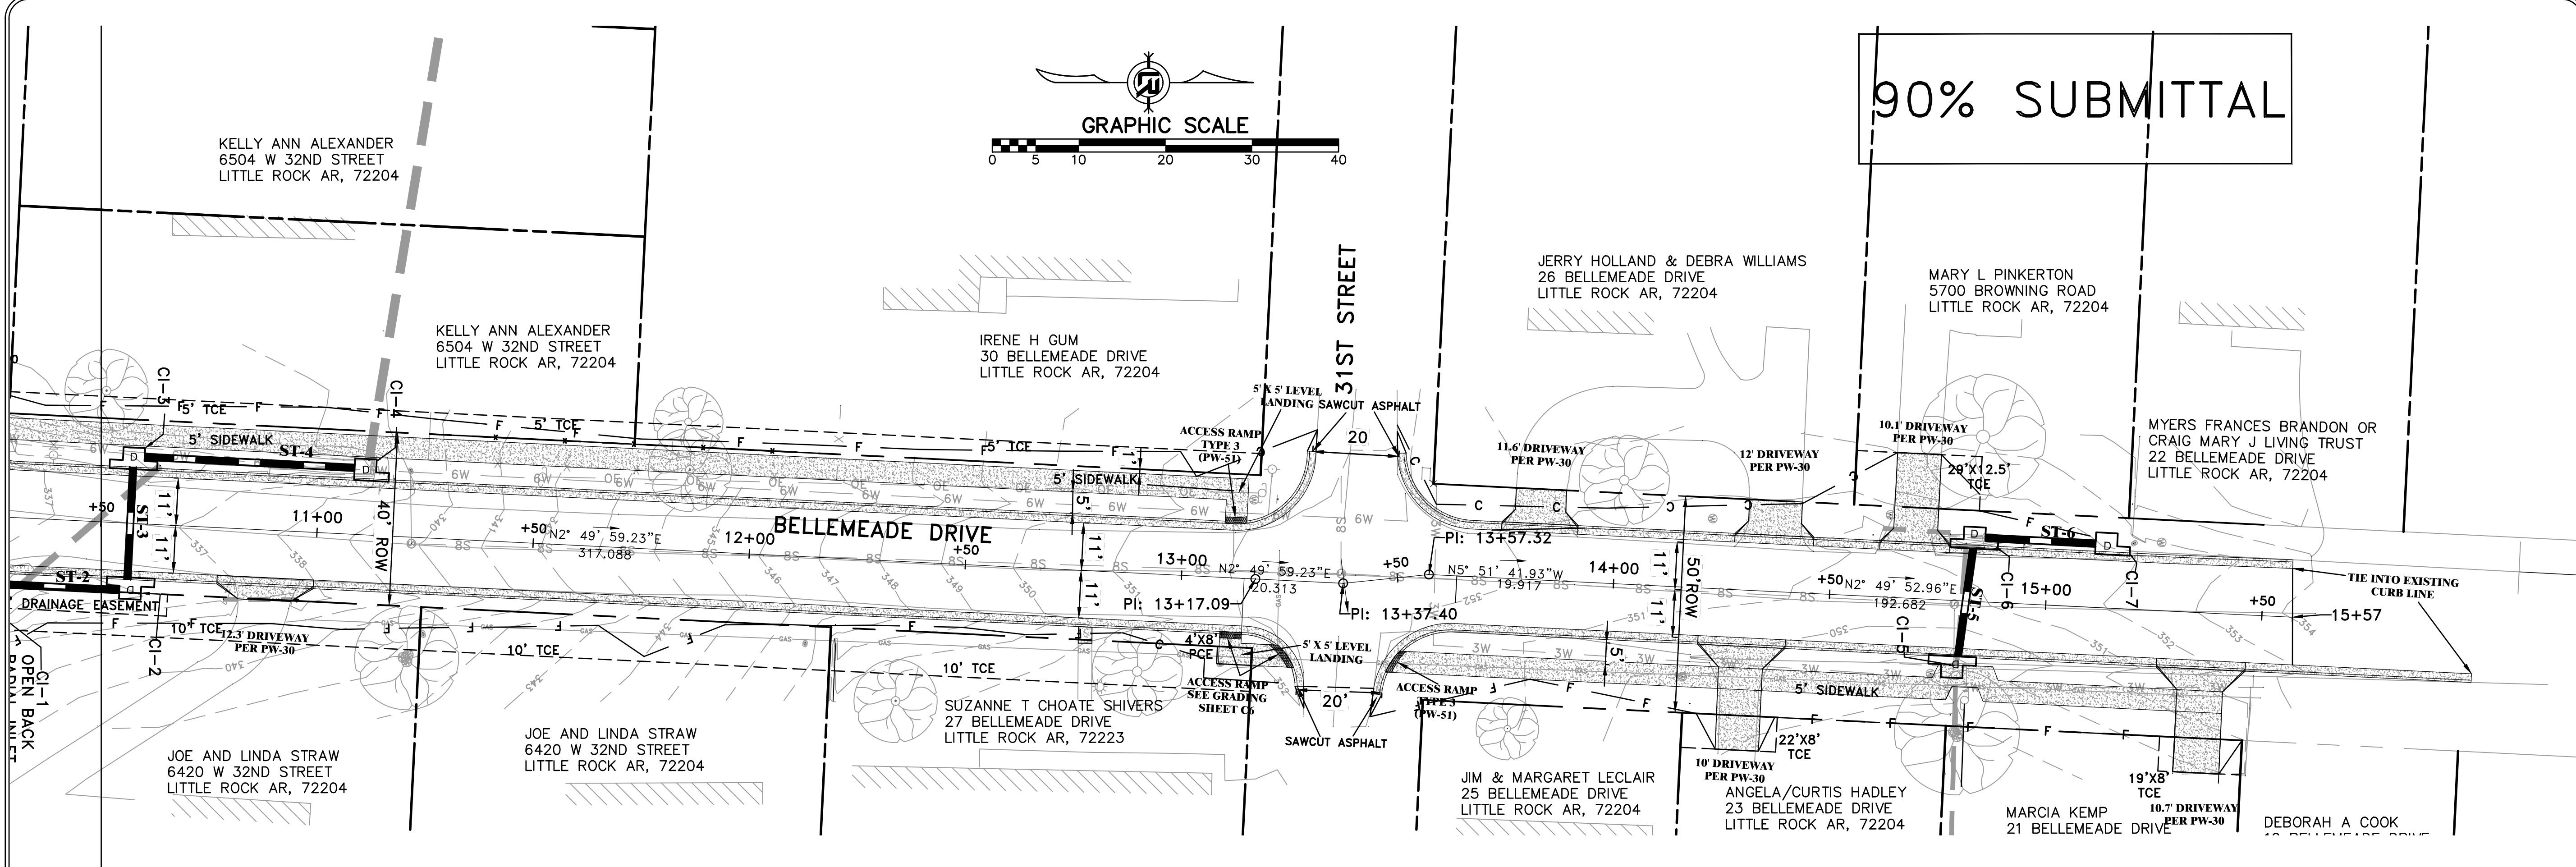 90% SUBMITTAL
GRAPHIC SCALE
0 5 10 20 30 40
KELLY ANN ALEXANDER
6504 W 32ND STREET
LITTLE ROCK AR, 72204
KELLY ANN ALEXANDER
6504 W 32ND STREET
LITTLE ROCK AR, 72204
IRENE H GUM
30 BELLEMEADE DRIVE
LITTLE ROCK AR, 72204
31ST STREET
JERRY HOLLAND & DEBRA WILLIAMS
26 BELLEMEADE DRIVE
LITTLE ROCK AR, 72204
MARY L PINKERTON
5700 BROWNING ROAD
LITTLE ROCK AR, 72204
MYERS FRANCES BRANDON OR
CRAIG MARY J LIVING TRUST
22 BELLEMEADE DRIVE
LITTLE ROCK AR, 72204
CI-3
CI-4
5' TCE
5' TCE
5' TCE
5' SIDEWALK
ST-4
5' SIDEWALK
1'
5'
ACCESS RAMP
TYPE 3
(PW-51)
5' X 5' LEVEL
LANDING
SAWCUT ASPHALT
20
11.6' DRIVEWAY
PER PW-30
12' DRIVEWAY
PER PW-30
10.1' DRIVEWAY
PER PW-30
29'X12.5'
TCE
ST-6
CI-6
CI-7
TIE INTO EXISTING
CURB LINE
+50
ST-3
11'
11'
11+00
40' ROW
+50
N2° 49' 59.23"E
317.088
12+00
BELLEMEADE DRIVE
+50
11'
11'
13+00
N2° 49' 59.23"E
20.313
PI: 13+17.09
PI: 13+37.40
+50
PI: 13+57.32
N5° 51' 41.93"W
19.917
14+00
11'
11'
50'ROW
+50
N2° 49' 52.96"E
192.682
CI-5
ST-5
15+00
+50
15+57
ST-2
DRAINAGE EASEMENT
10' TCE
CI-2
12.3' DRIVEWAY
PER PW-30
CI-1
OPEN BACK
10' TCE
10' TCE
4'X8'
PCE
5' X 5' LEVEL
LANDING
ACCESS RAMP
SEE GRADING
SHEET C6
20'
SAWCUT ASPHALT
ACCESS RAMP
TYPE 3
(PW-51)
5'
5' SIDEWALK
22'X8'
TCE
10' DRIVEWAY
PER PW-30
19'X8'
TCE
10.7' DRIVEWAY
PER PW-30
JOE AND LINDA STRAW
6420 W 32ND STREET
LITTLE ROCK AR, 72204
JOE AND LINDA STRAW
6420 W 32ND STREET
LITTLE ROCK AR, 72204
SUZANNE T CHOATE SHIVERS
27 BELLEMEADE DRIVE
LITTLE ROCK AR, 72223
JIM & MARGARET LECLAIR
25 BELLEMEADE DRIVE
LITTLE ROCK AR, 72204
ANGELA/CURTIS HADLEY
23 BELLEMEADE DRIVE
LITTLE ROCK AR, 72204
MARCIA KEMP
21 BELLEMEADE DRIVE
DEBORAH A COOK
337
338
340
341
345
346
347
348
349
350
351
352
353
354